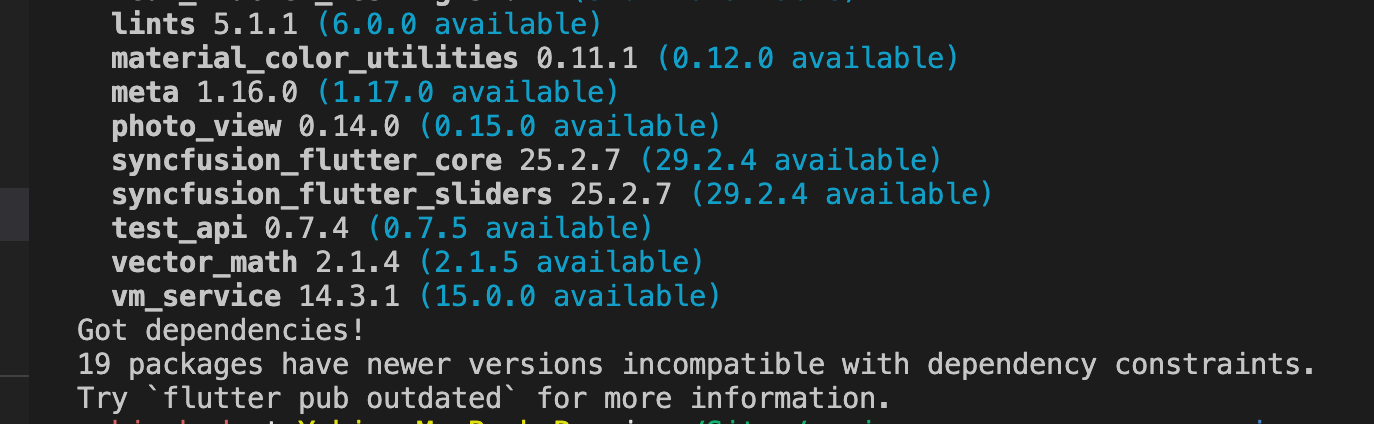 lints 5.1.1 (6.0.0 available)
material_color_utilities 0.11.1 (0.12.0 available)
meta 1.16.0 (1.17.0 available)
photo_view 0.14.0 (0.15.0 available)
syncfusion_flutter_core 25.2.7 (29.2.4 available)
syncfusion_flutter_sliders 25.2.7 (29.2.4 available)
test_api 0.7.4 (0.7.5 available)
vector_math 2.1.4 (2.1.5 available)
vm_service 14.3.1 (15.0.0 available)
Got dependencies!
19 packages have newer versions incompatible with dependency constraints.
Try `flutter pub outdated` for more information.